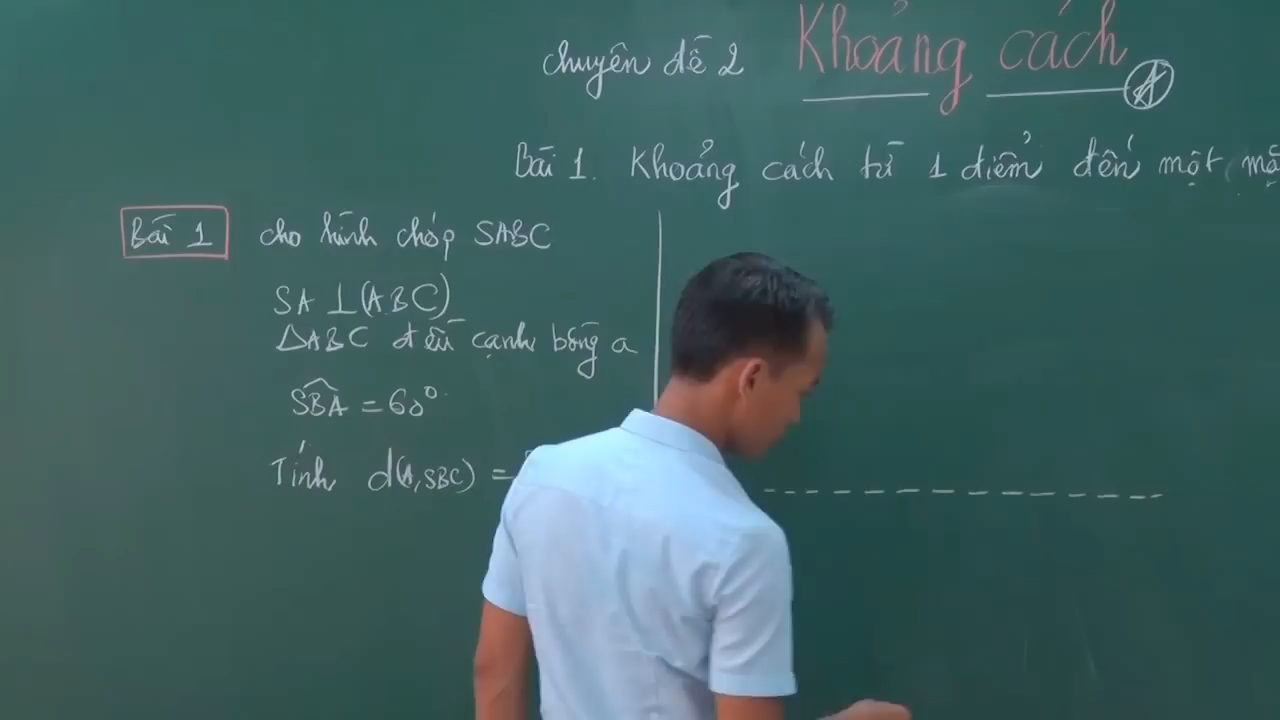 chuyên đề 2 Khoảng cách
Bài 1. Khoảng cách từ 1 điểm đến một
Bài 1 cho hình chóp SABC
SA ⊥ (ABC)
ΔABC đều cạnh bằng a
SBÂ = 60°
Tính d(A, SBC) =